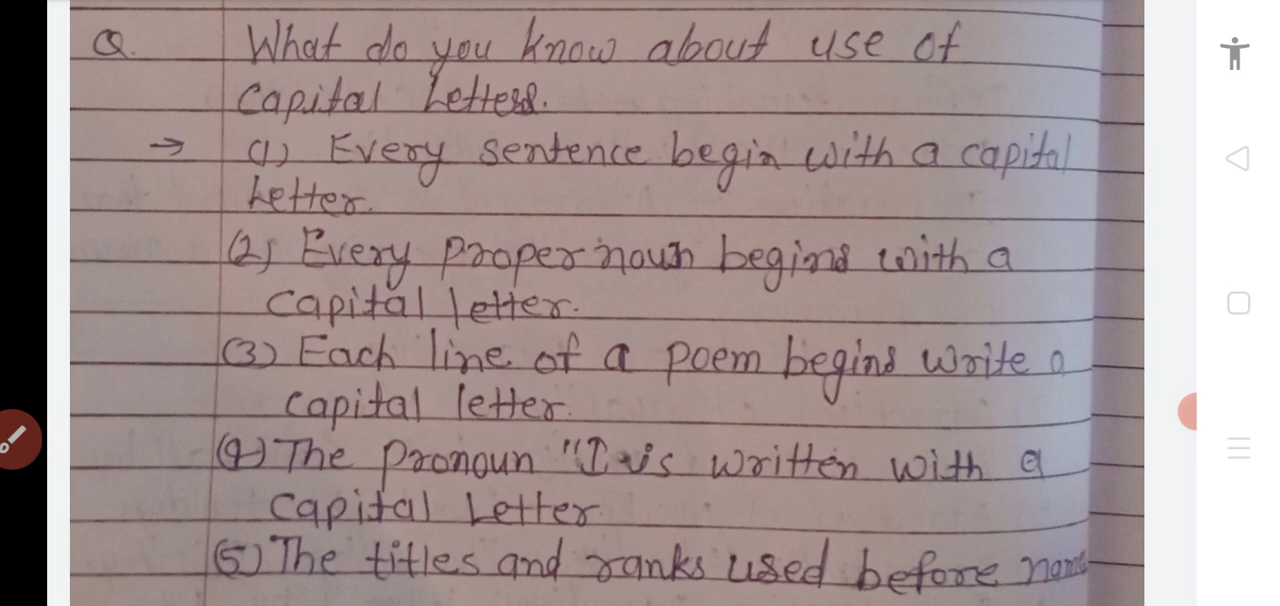 Q. What do you know about use of
capital Letters.
→ (1) Every sentence begin with a capital
Letter.
(2) Every proper noun begins with a
capital letter.
(3) Each line of a poem begins write a
capital letter.
(4) The pronoun "I" is written with a
capital Letter
(5) The titles and ranks used before